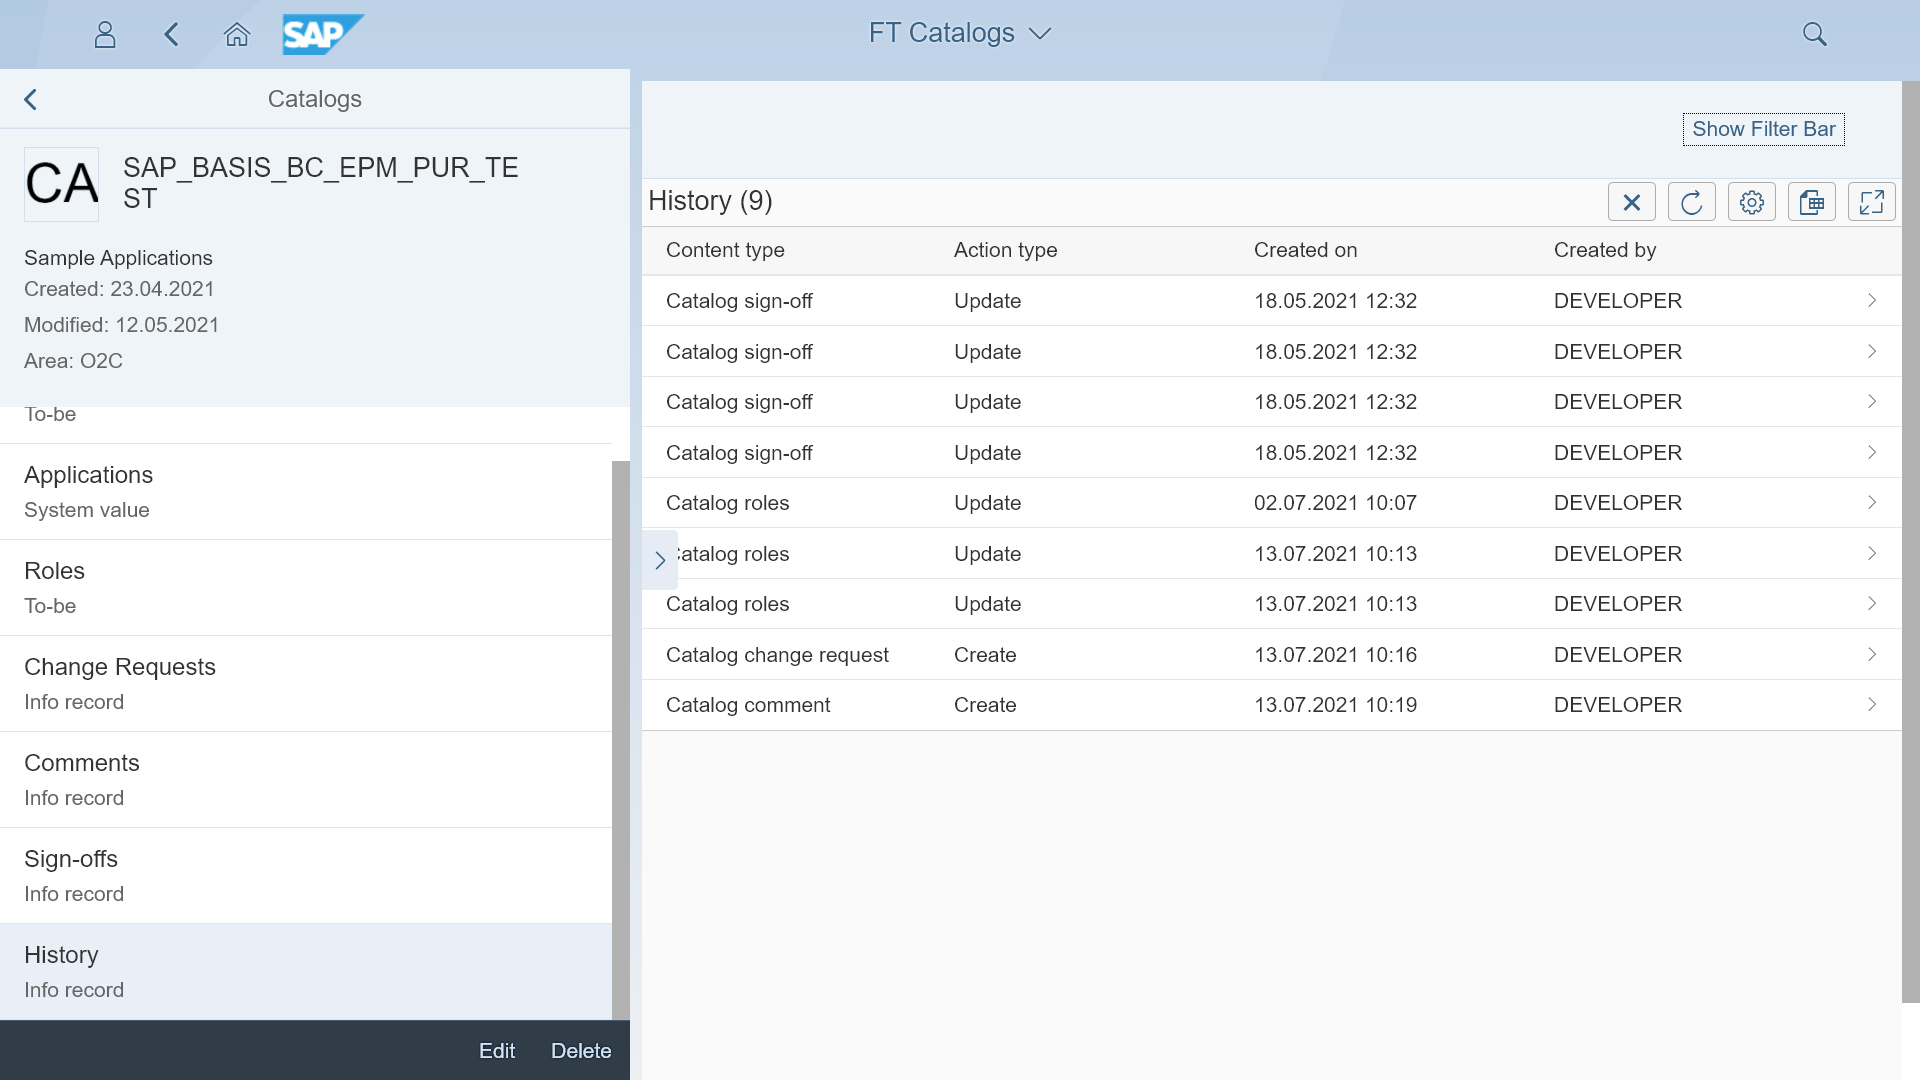 SAP
FT Catalogs
Catalogs
CA
SAP_BASIS_BC_EPM_PUR_TE
ST
Sample Applications
Created: 23.04.2021
Modified: 12.05.2021
Area: O2C
To-be
Applications
System value
Roles
To-be
Change Requests
Info record
Comments
Info record
Sign-offs
Info record
History
Info record
Edit Delete
Show Filter Bar
History (9)
Content type Action type Created on Created by
Catalog sign-off Update 18.05.2021 12:32 DEVELOPER
Catalog sign-off Update 18.05.2021 12:32 DEVELOPER
Catalog sign-off Update 18.05.2021 12:32 DEVELOPER
Catalog sign-off Update 18.05.2021 12:32 DEVELOPER
Catalog roles Update 02.07.2021 10:07 DEVELOPER
Catalog roles Update 13.07.2021 10:13 DEVELOPER
Catalog roles Update 13.07.2021 10:13 DEVELOPER
Catalog change request Create 13.07.2021 10:16 DEVELOPER
Catalog comment Create 13.07.2021 10:19 DEVELOPER